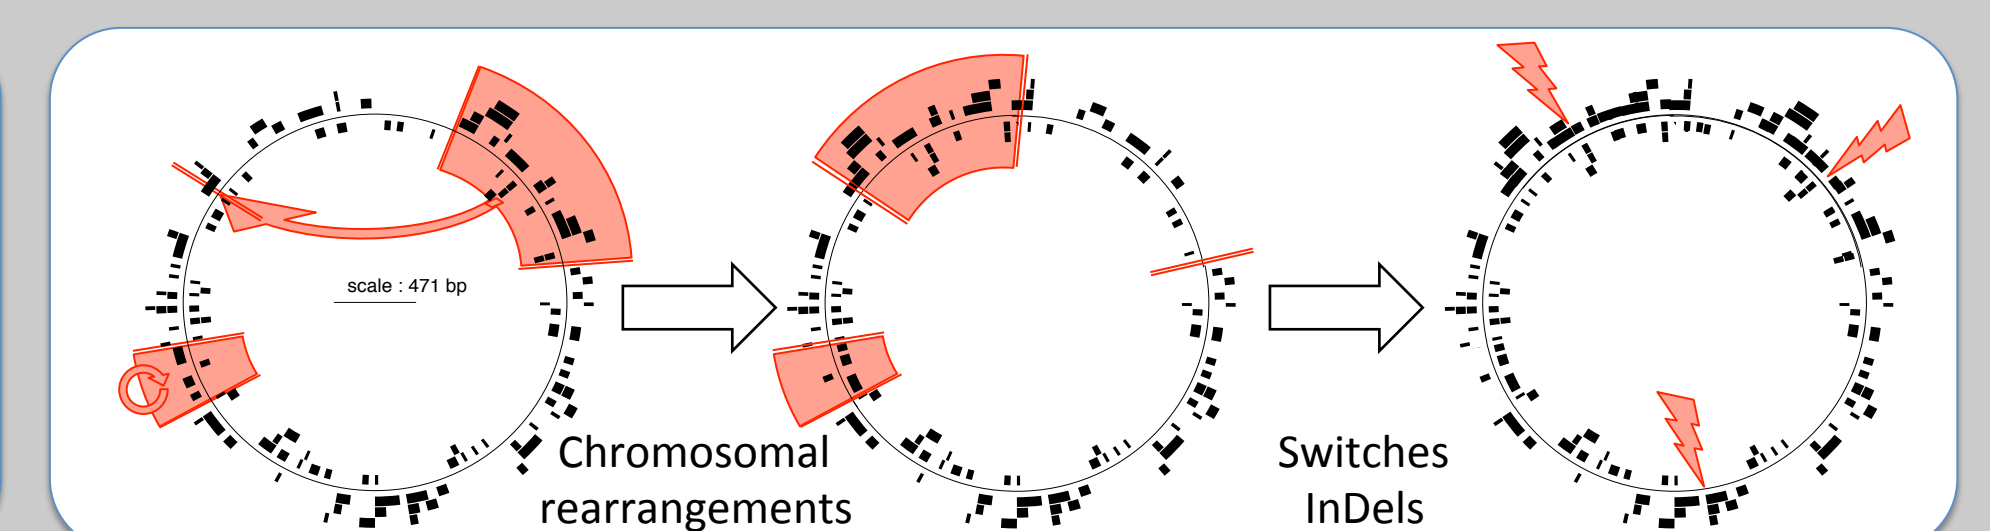 scale : 471 bp
Chromosomal
rearrangements
Switches
InDels